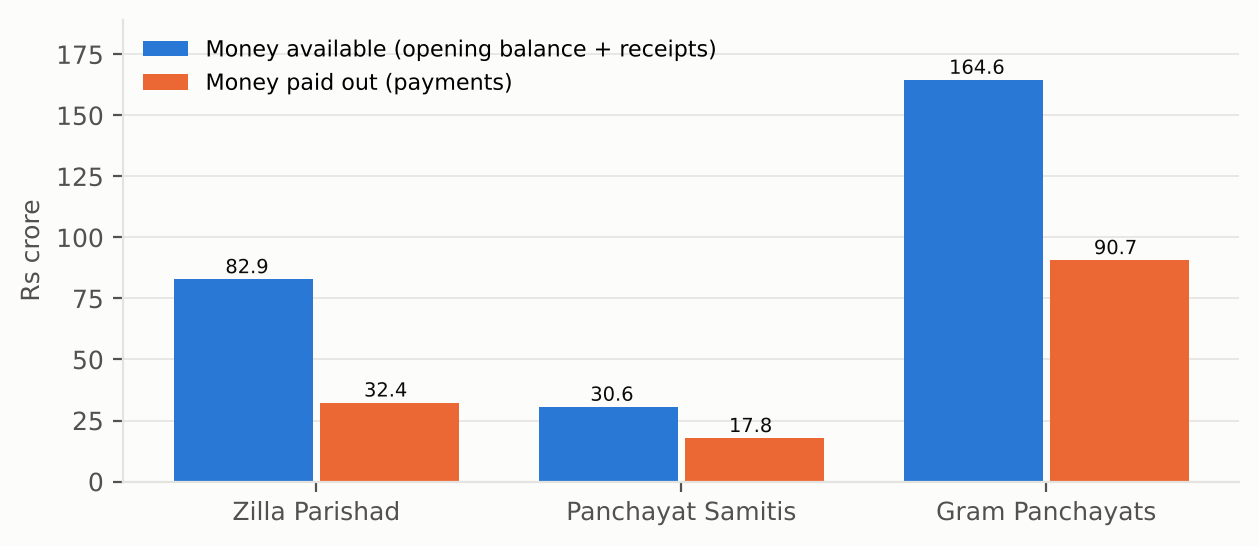 Money available (opening balance + receipts)
Money paid out (payments)
Rs crore
175
150
125
100
75
50
25
0
82.9
32.4
30.6
17.8
164.6
90.7
Zilla Parishad
Panchayat Samitis
Gram Panchayats